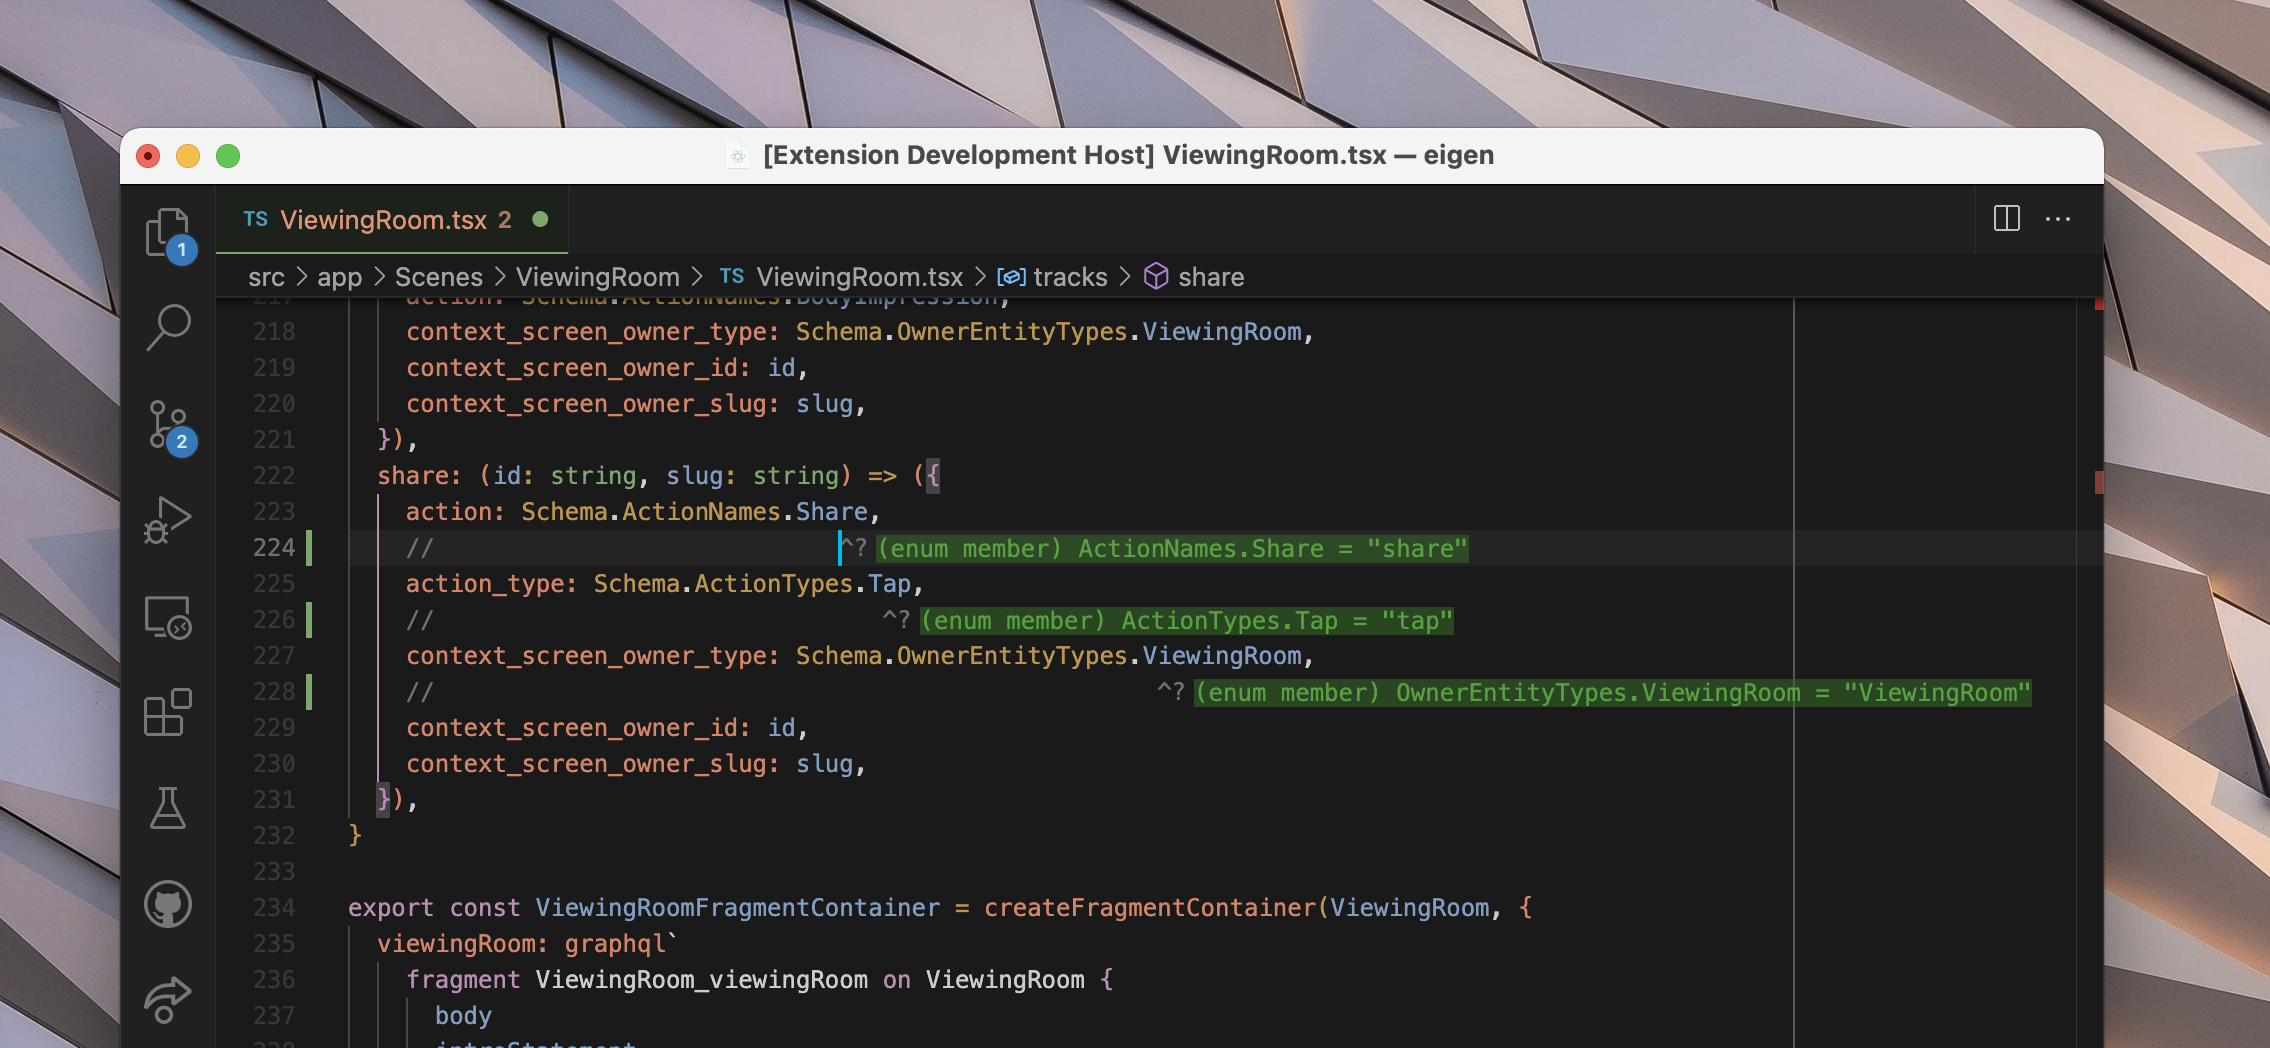 [Extension Development Host] ViewingRoom.tsx — eigen
TS ViewingRoom.tsx 2
src > app > Scenes > ViewingRoom > TS ViewingRoom.tsx > tracks > share
1
2
217 action: Schema.ActionNames.BodyImpression,
218 context_screen_owner_type: Schema.OwnerEntityTypes.ViewingRoom,
219 context_screen_owner_id: id,
220 context_screen_owner_slug: slug,
221 }),
222 share: (id: string, slug: string) => ({
223 action: Schema.ActionNames.Share,
224 // ^? (enum member) ActionNames.Share = "share"
225 action_type: Schema.ActionTypes.Tap,
226 // ^? (enum member) ActionTypes.Tap = "tap"
227 context_screen_owner_type: Schema.OwnerEntityTypes.ViewingRoom,
228 // ^? (enum member) OwnerEntityTypes.ViewingRoom = "ViewingRoom"
229 context_screen_owner_id: id,
230 context_screen_owner_slug: slug,
231 }),
232 }
233
234 export const ViewingRoomFragmentContainer = createFragmentContainer(ViewingRoom, {
235 viewingRoom: graphql`
236 fragment ViewingRoom_viewingRoom on ViewingRoom {
237 body
238 introStatement